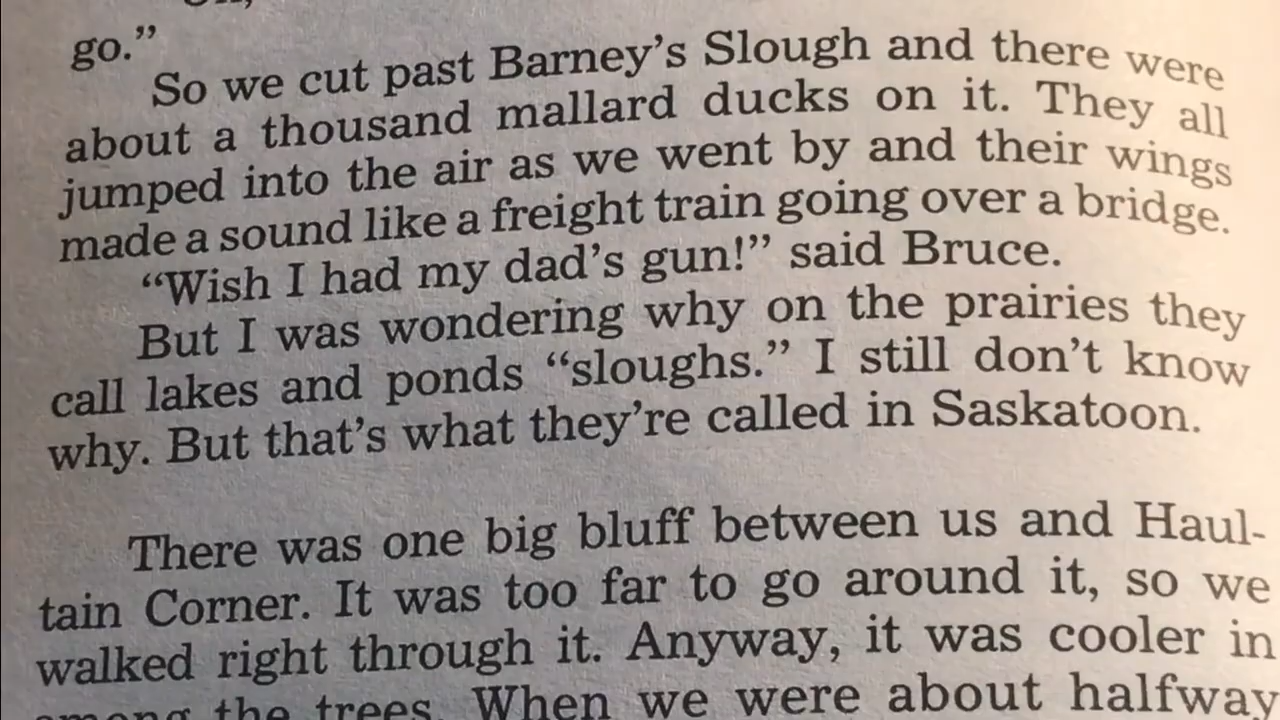 go.”
So we cut past Barney’s Slough and there were
about a thousand mallard ducks on it. They all
jumped into the air as we went by and their wings
made a sound like a freight train going over a bridge.
“Wish I had my dad’s gun!” said Bruce.
But I was wondering why on the prairies they
call lakes and ponds “sloughs.” I still don’t know
why. But that’s what they’re called in Saskatoon.
There was one big bluff between us and Haul-
tain Corner. It was too far to go around it, so we
walked right through it. Anyway, it was cooler in
among the trees. When we were about halfway